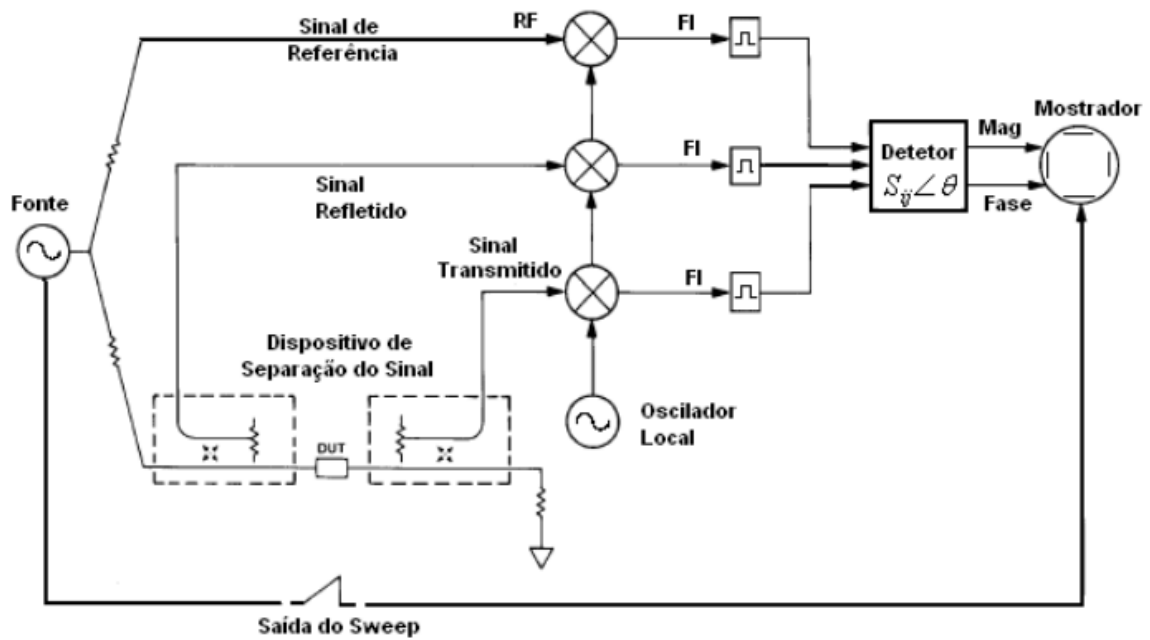 Sinal de
Referência
RF
FI
Sinal
Refletido
FI
Detetor
S_ij∠θ
Mag
Fase
Mostrador
Fonte
Sinal
Transmitido
FI
Dispositivo de
Separação do Sinal
DUT
Oscilador
Local
Saída do Sweep